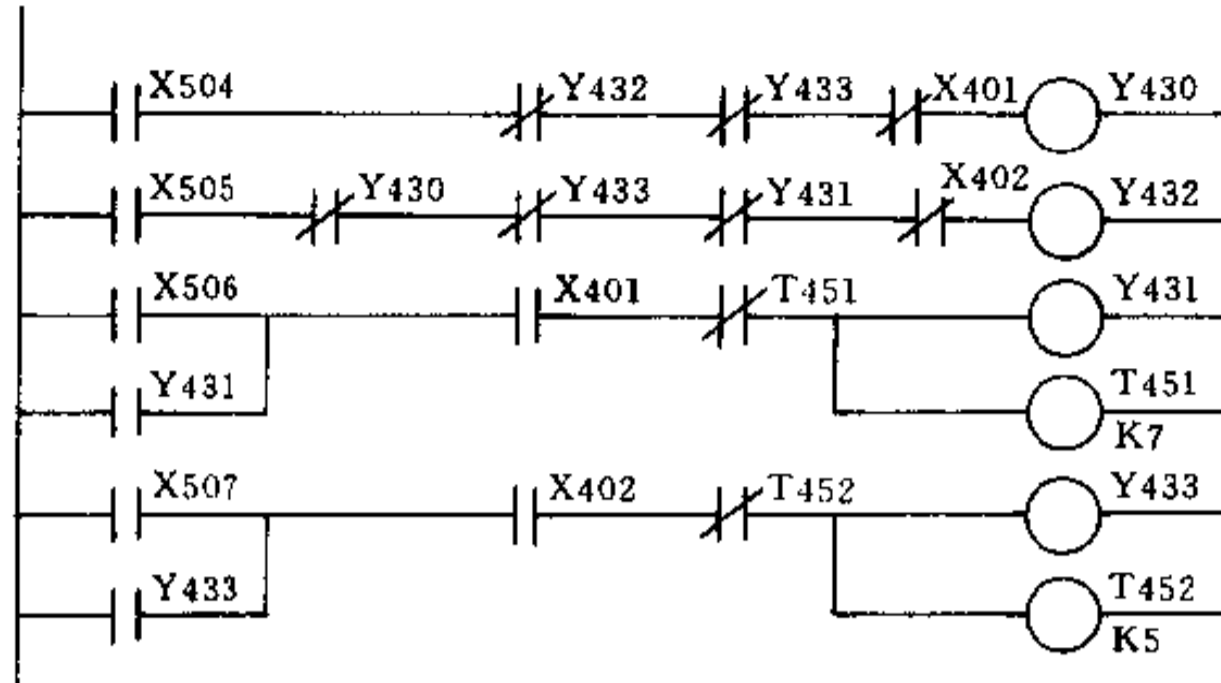 X504 Y432 Y433 X401 Y430
X505 Y430 Y433 Y431 X402 Y432
X506 X401 T451 Y431
Y431 T451
K7
X507 X402 T452 Y433
Y433 T452
K5